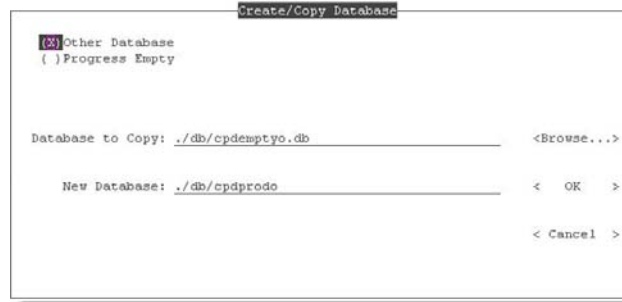 Create/Copy Database
(X)Other Database
( )Progress Empty
Database to Copy: ./db/cpdemptyo.db <Browse...>
New Database: ./db/cpdprodo < OK >
< Cancel >